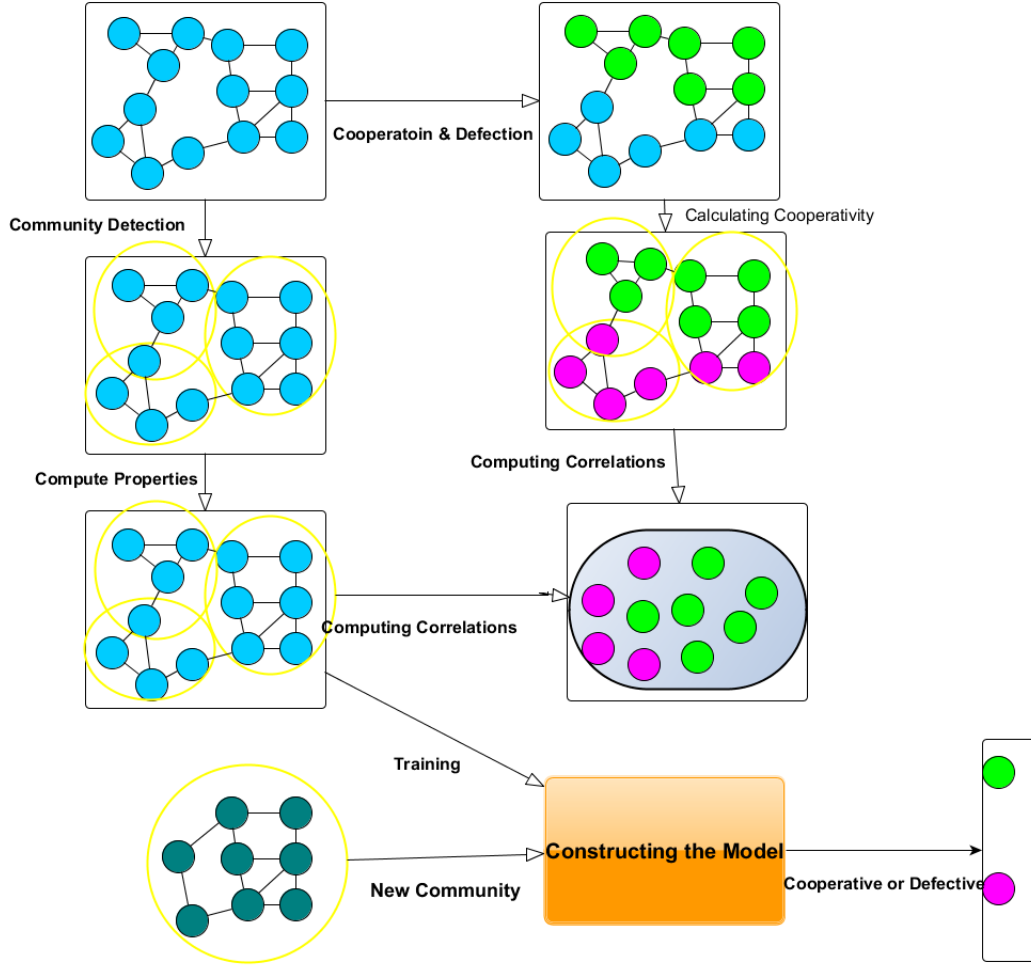 Cooperatoin & Defection
Community Detection
Calculating Cooperativity
Compute Properties
Computing Correlations
Computing Correlations
Training
New Community
Constructing the Model
Cooperative or Defective